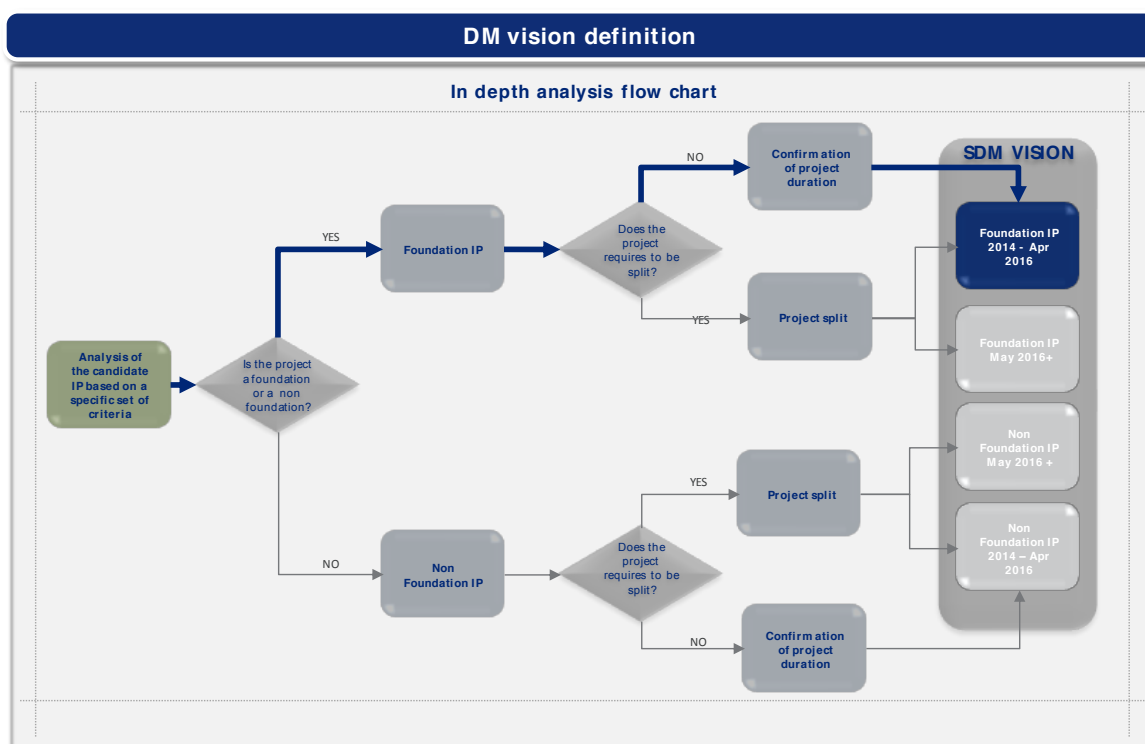 DM vision definition
In depth analysis flow chart
SDM VISION
NO
Confirmation
of project
duration
YES
Foundation IP
Does the
project
requires to be
split?
Foundation IP
2014 - Apr
2016
YES
Project split
Foundation IP
May 2016+
Analysis of
the candidate
IP based on a
specific set of
criteria
Is the project
a foundation
or a non
foundation?
Non
Foundation IP
May 2016 +
YES
Project split
NO
Non
Foundation IP
Does the
project
requires to be
split?
Non
Foundation IP
2014 – Apr
2016
NO
Confirmation
of project
duration